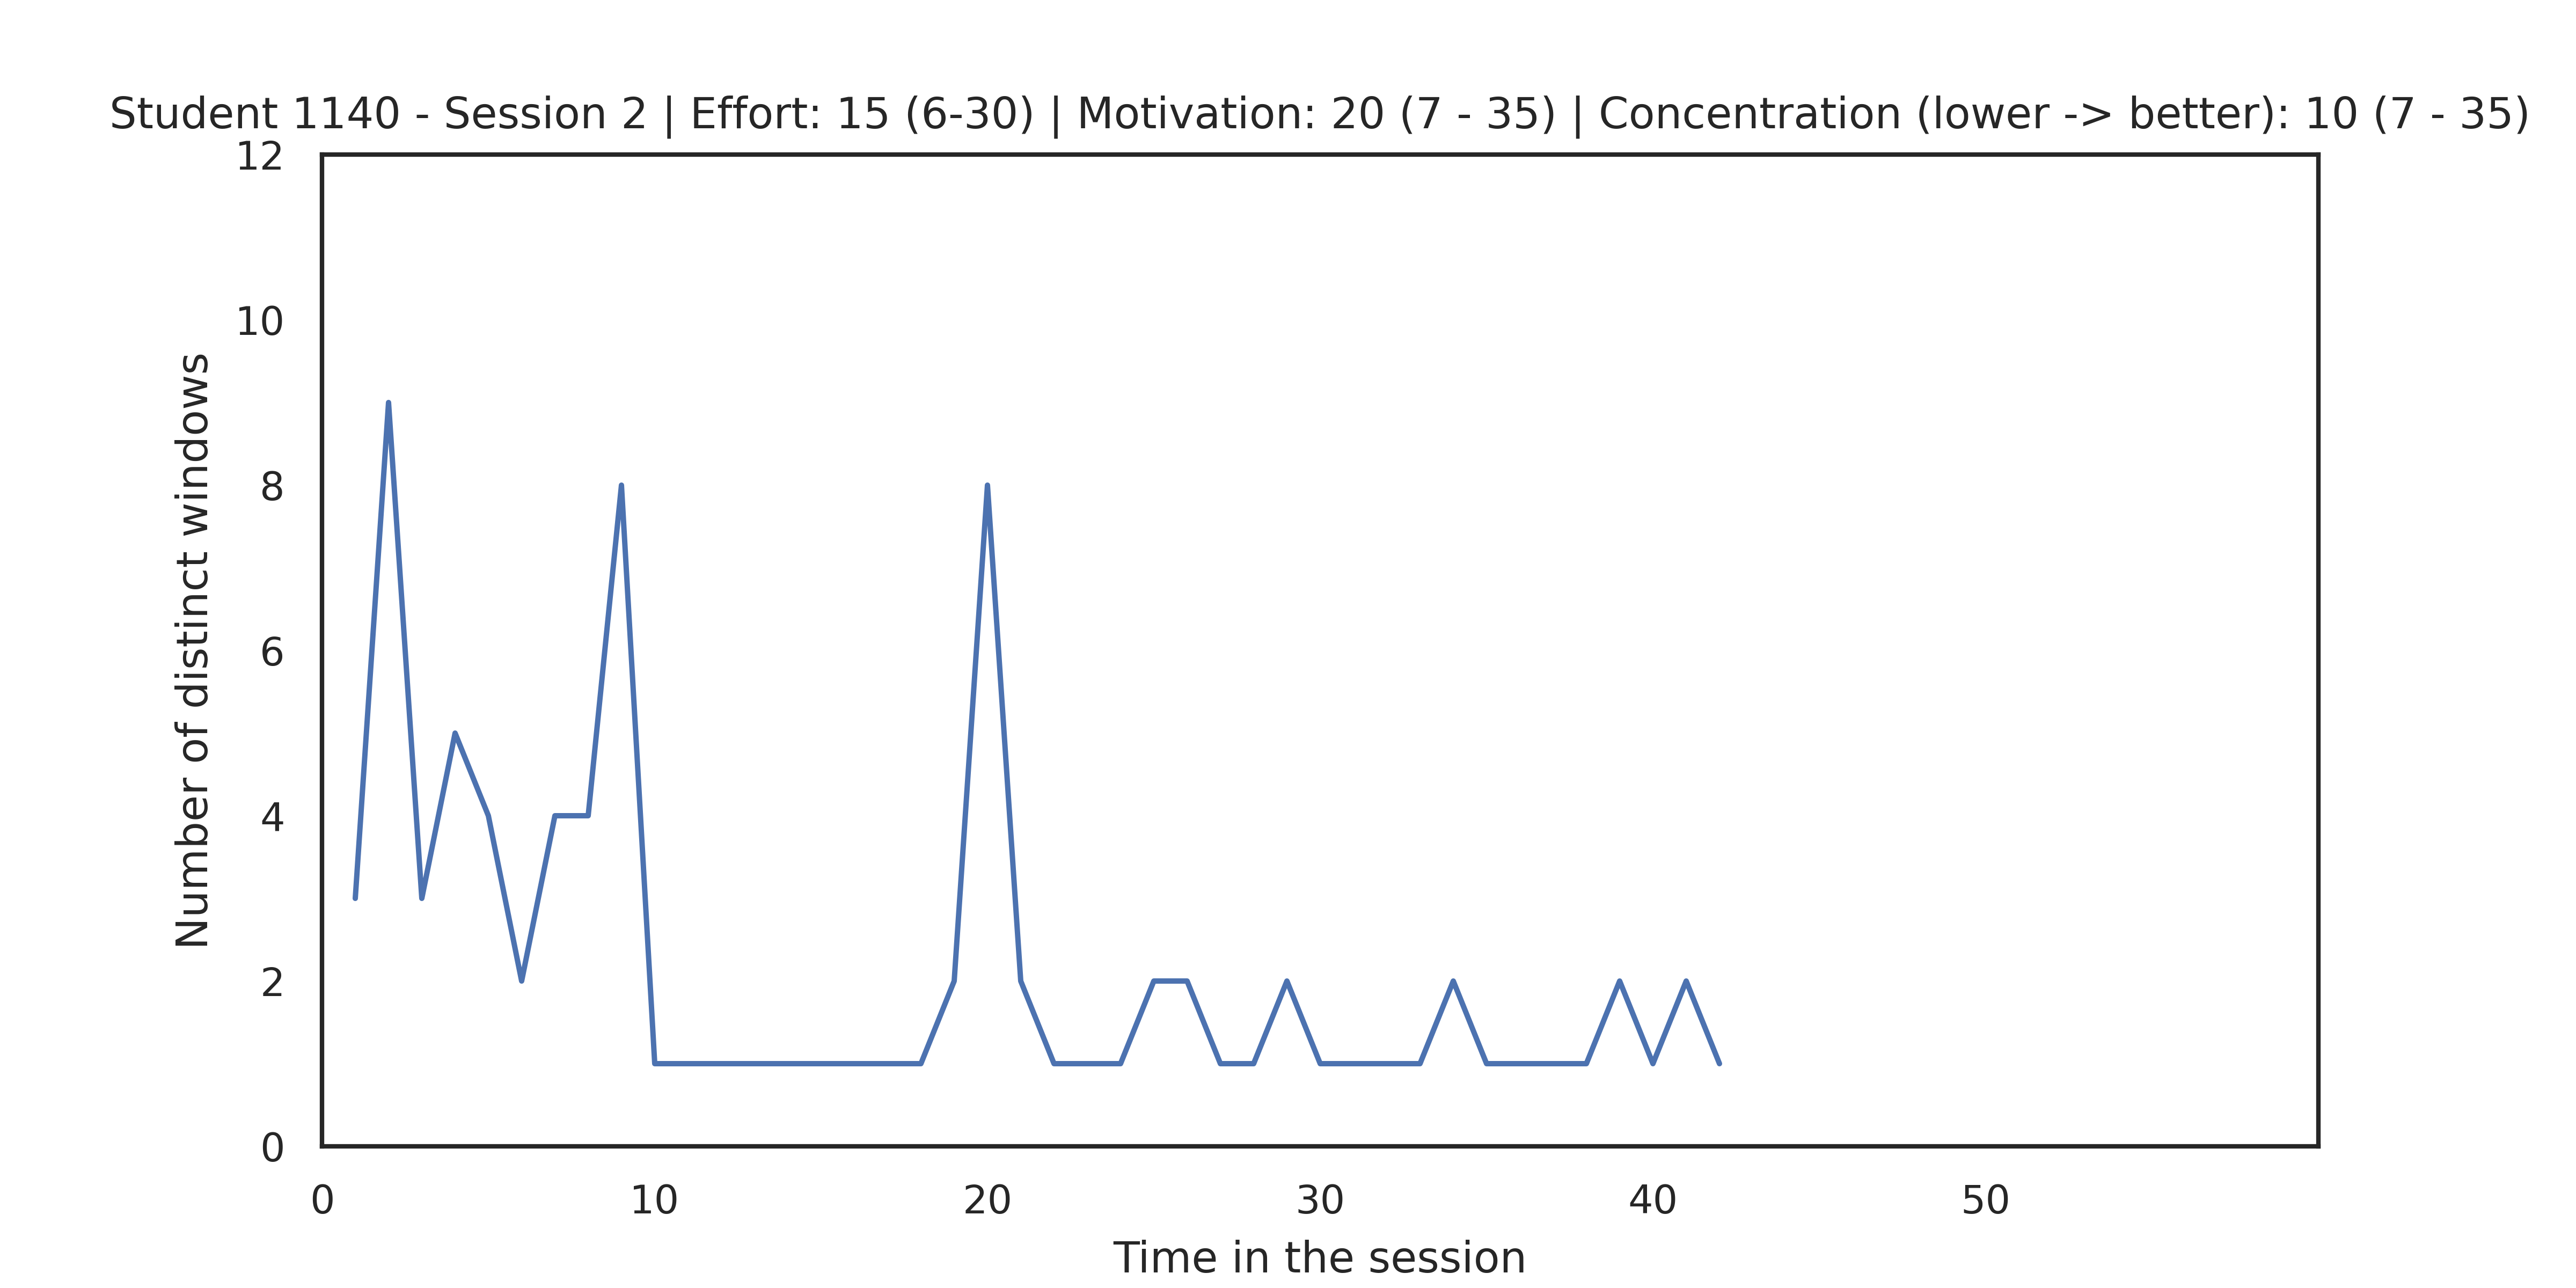 Student 1140 - Session 2 | Effort: 15 (6-30) | Motivation: 20 (7 - 35) | Concentration (lower -> better): 10 (7 - 35)
12
10
8
6
4
2
0
Number of distinct windows
0 10 20 30 40 50
Time in the session